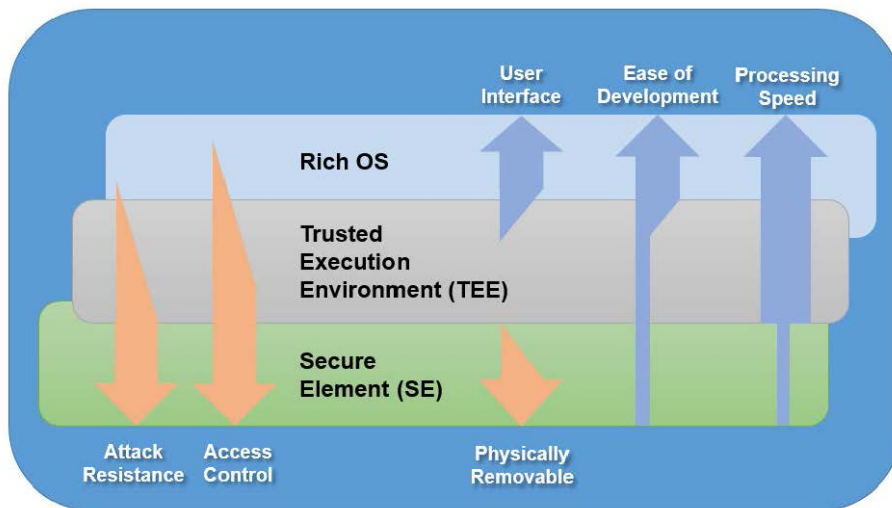 User
Interface
Ease of
Development
Processing
Speed
Rich OS
Trusted
Execution
Environment (TEE)
Secure
Element (SE)
Attack
Resistance
Access
Control
Physically
Removable